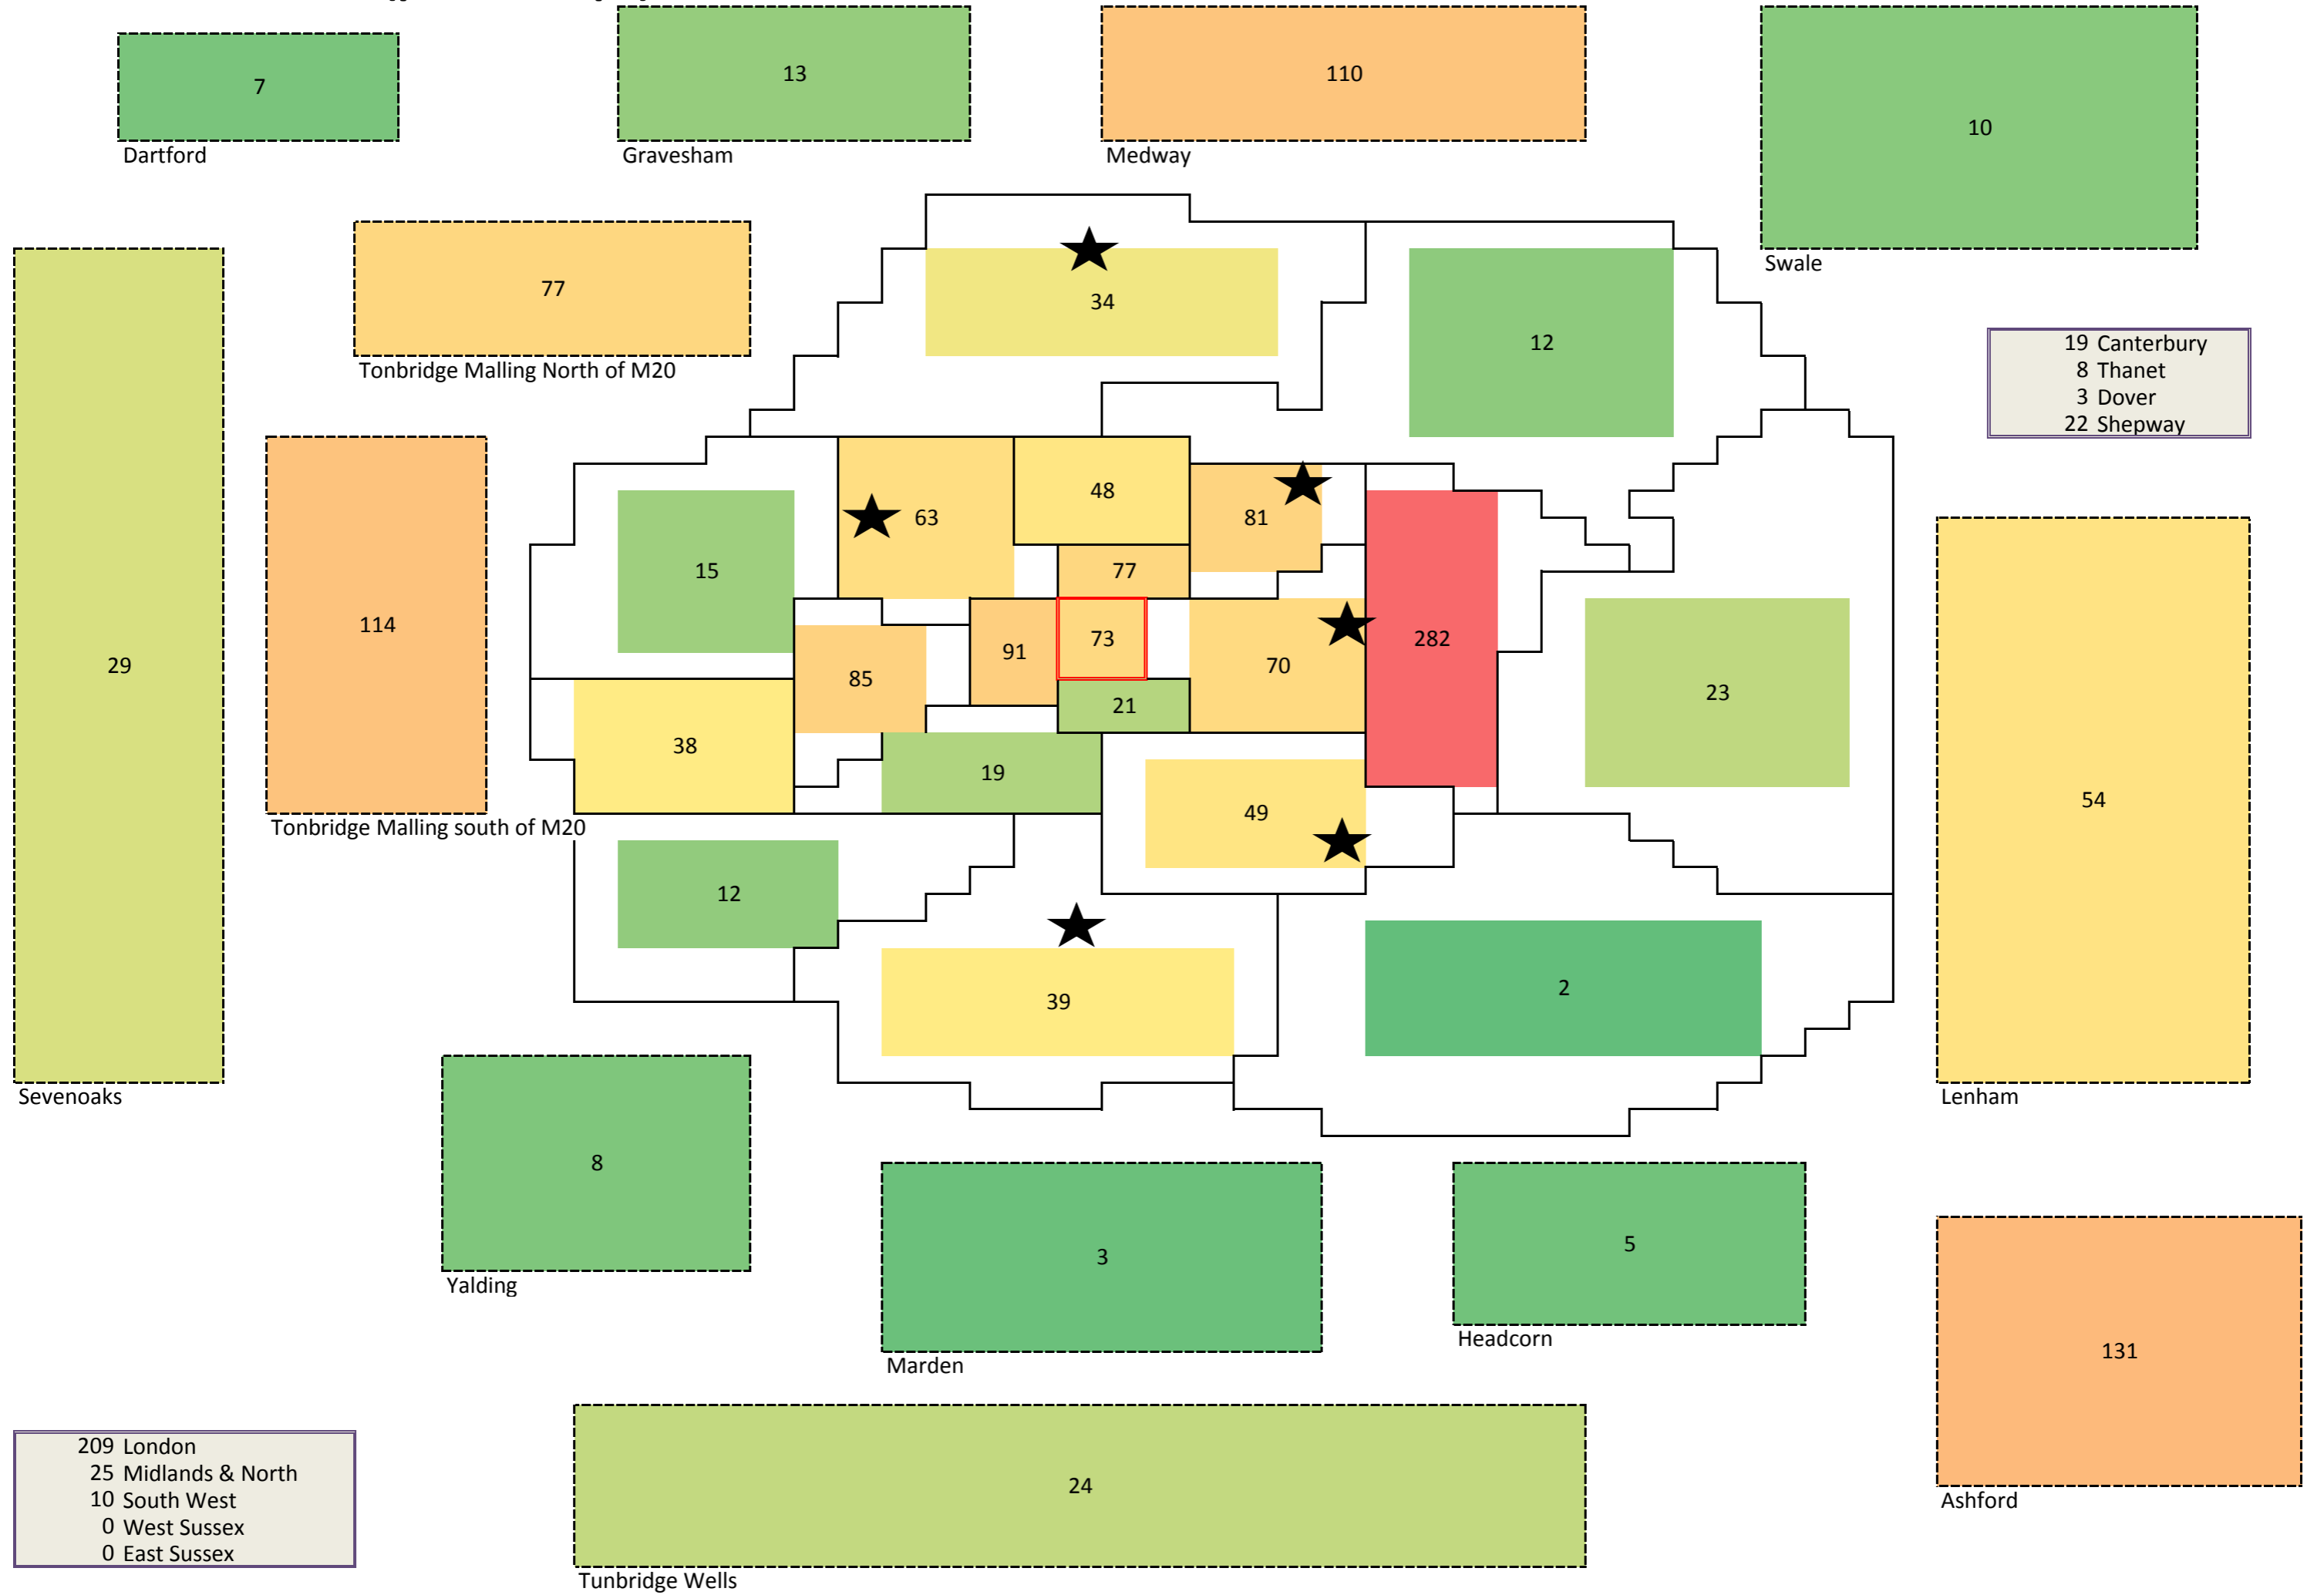 7
13
110
10
Dartford
Gravesham
Medway
Swale
77
Tonbridge Malling North of M20
34
12
19 Canterbury
8 Thanet
3 Dover
22 Shepway
29
Sevenoaks
114
Tonbridge Malling south of M20
15
63
48
81
77
85
91
73
70
282
23
21
38
19
49
54
Lenham
12
39
2
8
Yalding
3
Marden
5
Headcorn
131
Ashford
209 London
25 Midlands & North
10 South West
0 West Sussex
0 East Sussex
24
Tunbridge Wells